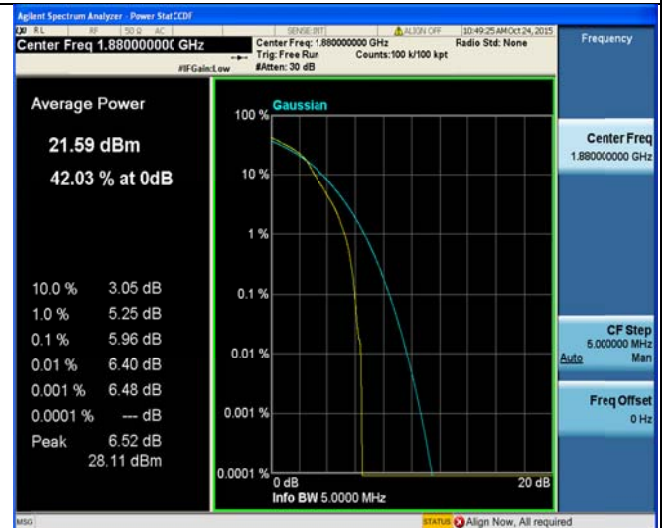 Agilent Spectrum Analyzer - Power Stat CCDF
RL RF 50 Ω AC SENSE:INT ALIGN OFF 10:49:25 AM Oct 24, 2015
Center Freq 1.880000000 GHz
Center Freq: 1.880000000 GHz Radio Std: None
Trig: Free Run Counts:100 k/100 kpt
#IFGain:Low #Atten: 30 dB
Frequency
Average Power
21.59 dBm
42.03 % at 0dB
10.0 % 3.05 dB
1.0 % 5.25 dB
0.1 % 5.96 dB
0.01 % 6.40 dB
0.001 % 6.48 dB
0.0001 % --- dB
Peak 6.52 dB
28.11 dBm
Gaussian
100 %
10 %
1 %
0.1 %
0.01 %
0.001 %
0.0001 %
0 dB 20 dB
Info BW 5.0000 MHz
Center Freq
1.880000000 GHz
CF Step
5.000000 MHz
Auto Man
Freq Offset
0 Hz
MSG STATUS Align Now, All required